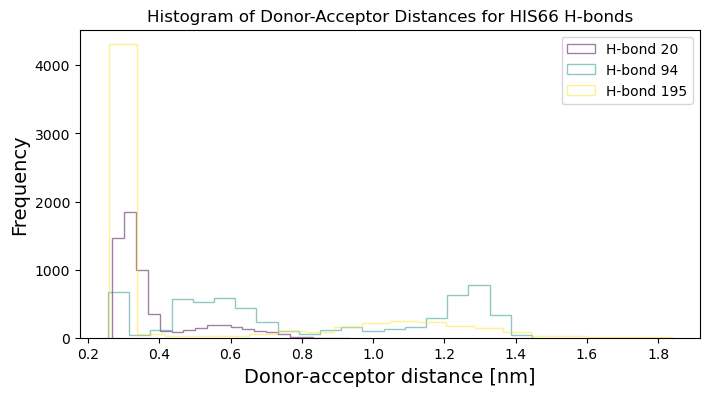 Histogram of Donor-Acceptor Distances for HIS66 H-bonds
H-bond 20
H-bond 94
H-bond 195
Frequency
4000
3000
2000
1000
0
0.2 0.4 0.6 0.8 1.0 1.2 1.4 1.6 1.8
Donor-acceptor distance [nm]